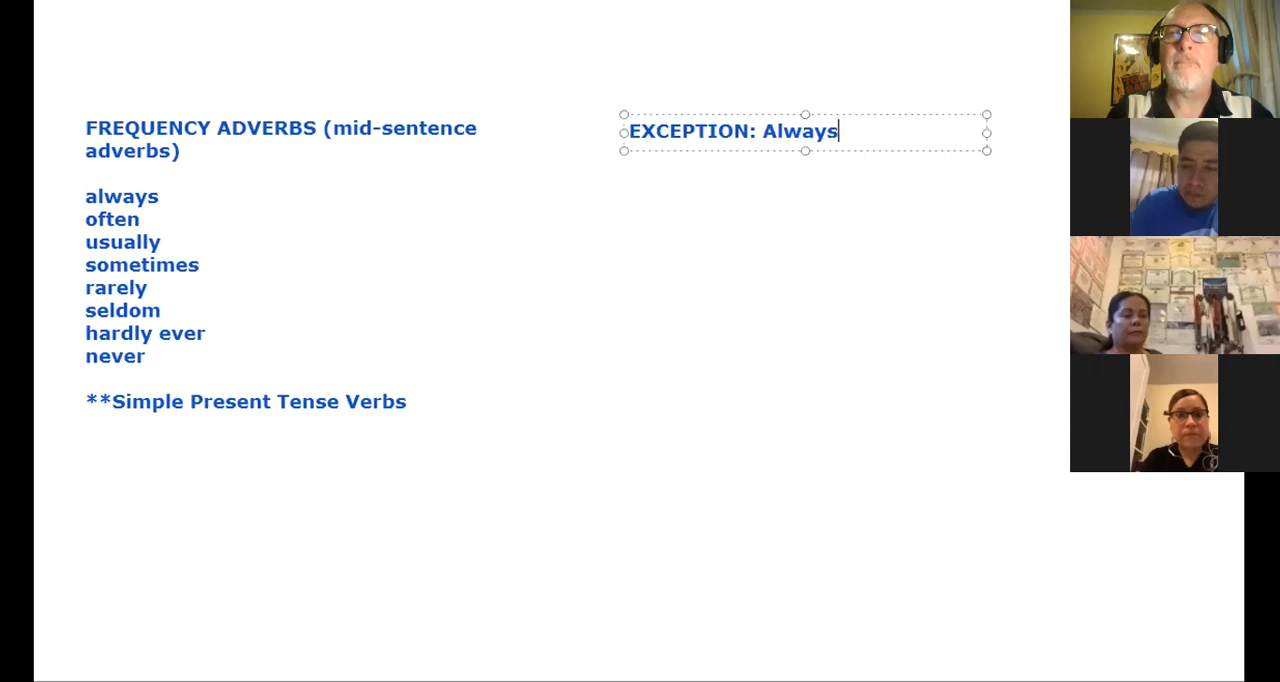 FREQUENCY ADVERBS (mid-sentence
adverbs)
always
often
usually
sometimes
rarely
seldom
hardly ever
never
**Simple Present Tense Verbs
EXCEPTION: Always